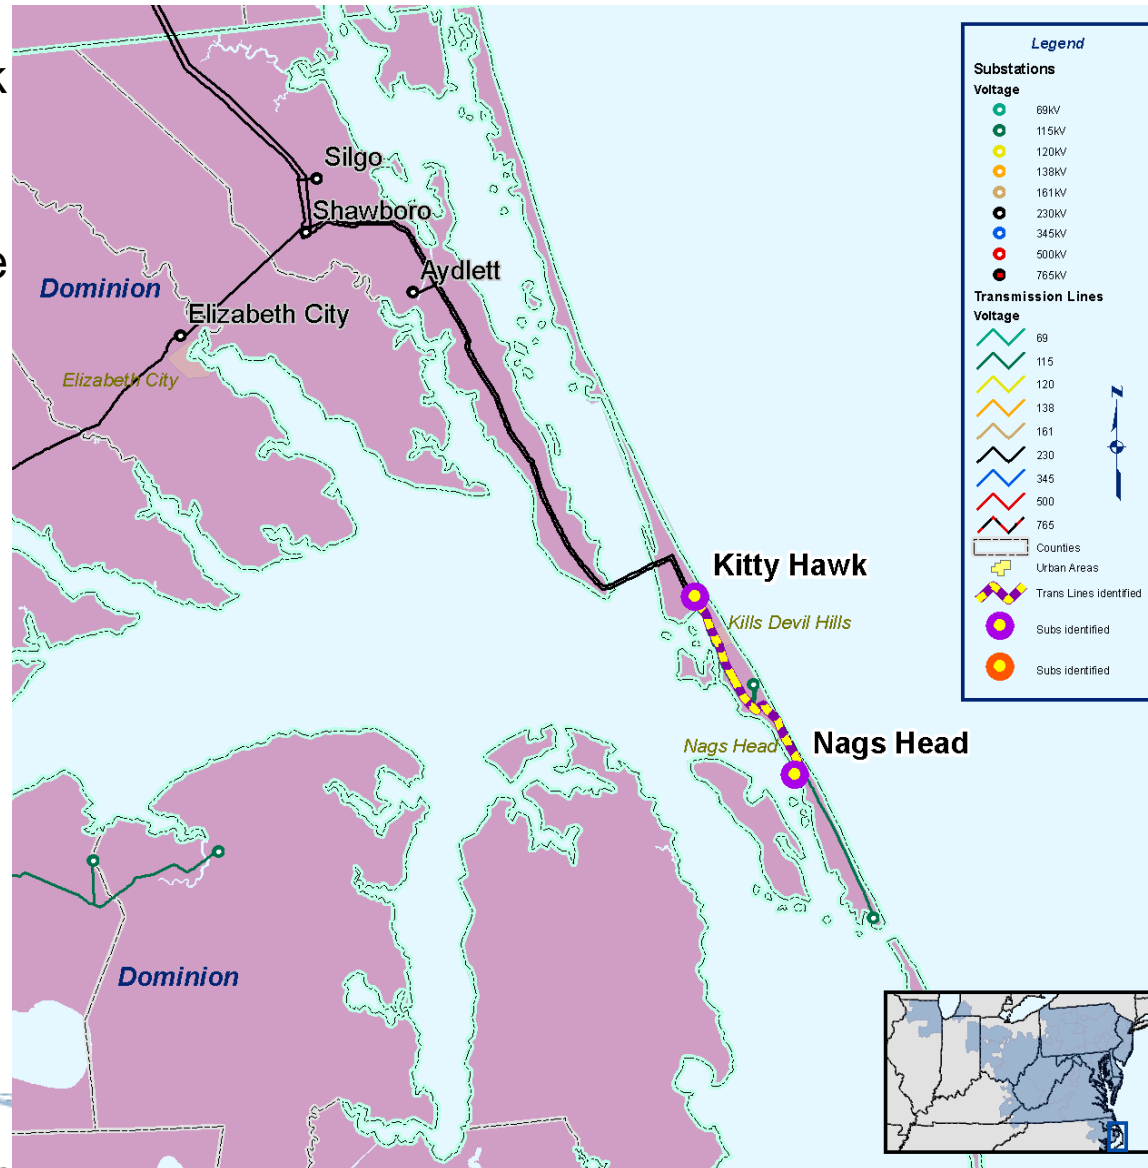 k
e
Silgo
Shawboro
Aydlett
Dominion
Elizabeth City
Elizabeth City
Kitty Hawk
Kills Devil Hills
Nags Head
Nags Head
Dominion
Legend
Substations
Voltage
69kV
115kV
120kV
138kV
161kV
230kV
345kV
500kV
765kV
Transmission Lines
Voltage
69
115
120
138
161
230
345
500
765
Counties
Urban Areas
Trans Lines identified
Subs identified
Subs identified
N